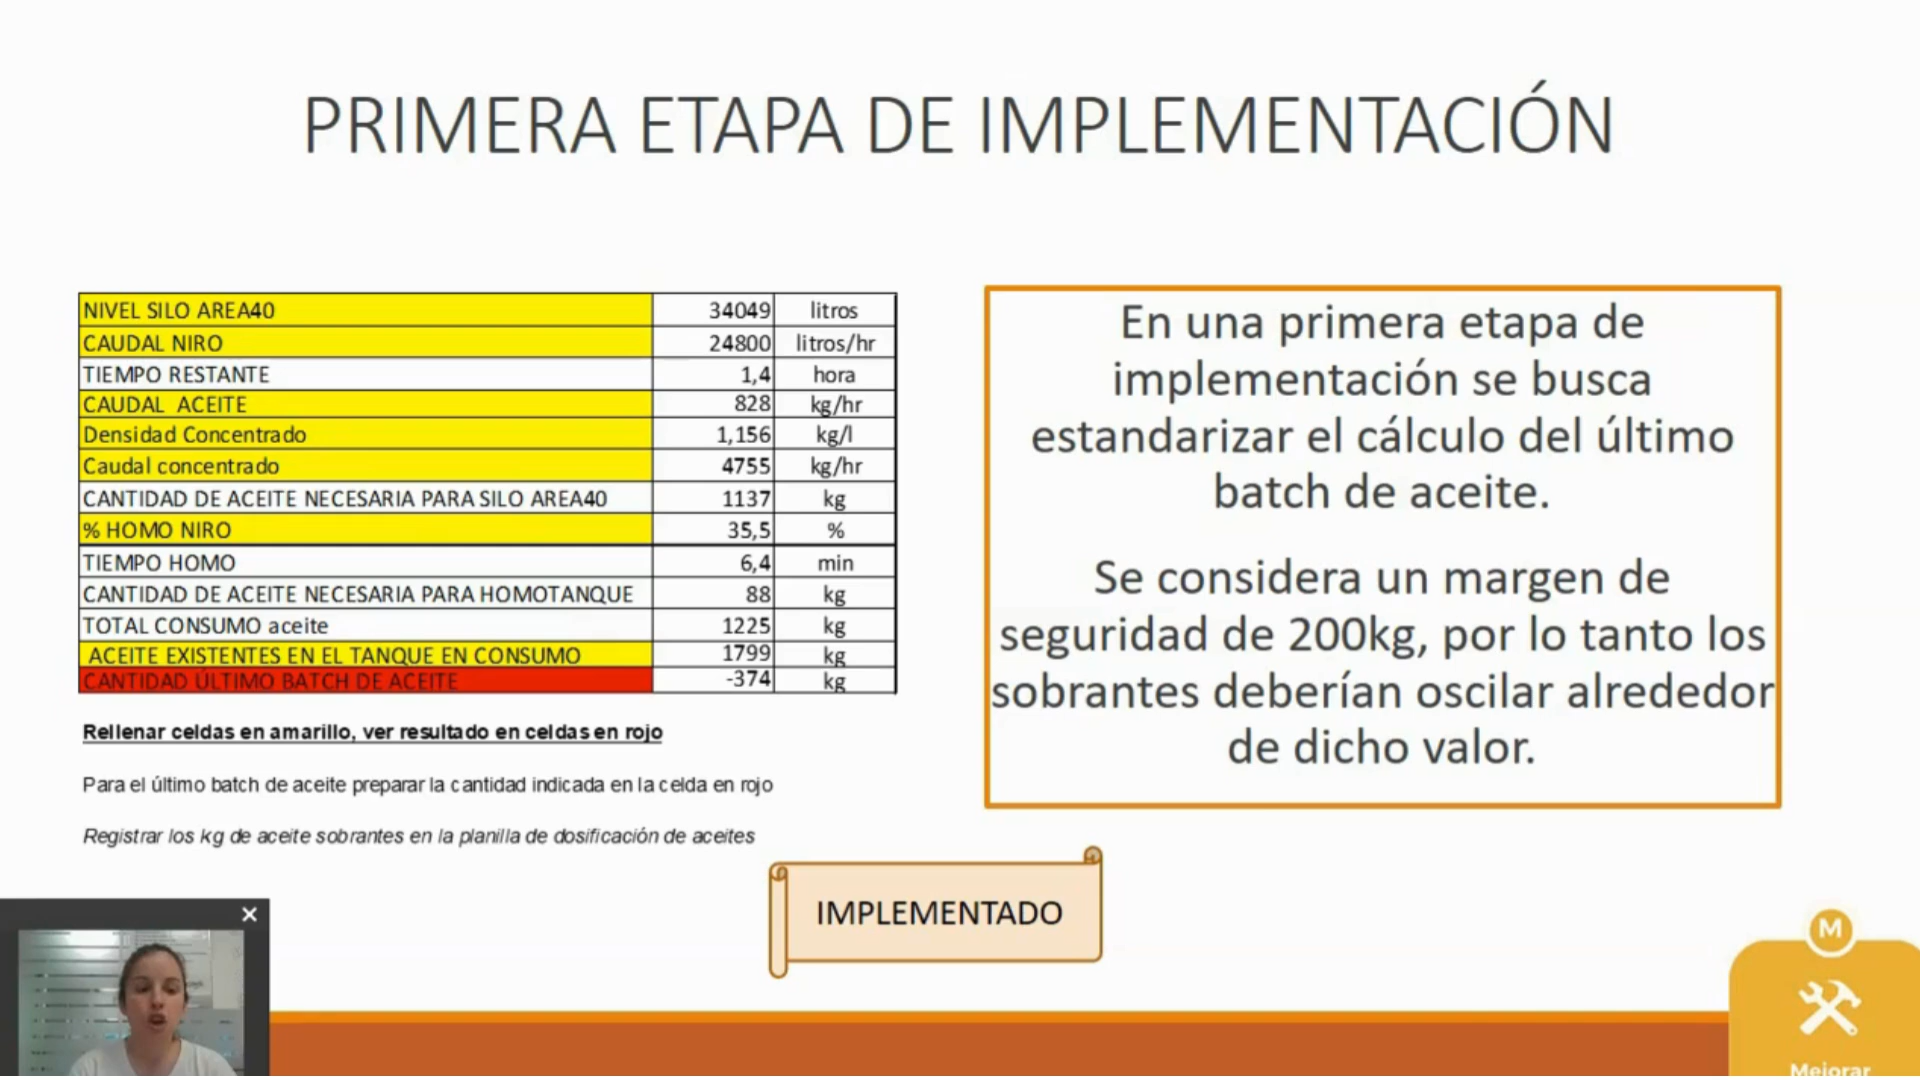 PRIMERA ETAPA DE IMPLEMENTACIÓN
NIVEL SILO AREA40 34049 litros
CAUDAL NIRO 24800 litros/hr
TIEMPO RESTANTE 1,4 hora
CAUDAL ACEITE 828 kg/hr
Densidad Concentrado 1,156 kg/l
Caudal concentrado 4755 kg/hr
CANTIDAD DE ACEITE NECESARIA PARA SILO AREA40 1137 kg
% HOMO NIRO 35,5 %
TIEMPO HOMO 6,4 min
CANTIDAD DE ACEITE NECESARIA PARA HOMOTANQUE 88 kg
TOTAL CONSUMO aceite 1225 kg
ACEITE EXISTENTES EN EL TANQUE EN CONSUMO 1799 kg
CANTIDAD ÚLTIMO BATCH DE ACEITE -374 kg
Rellenar celdas en amarillo, ver resultado en celdas en rojo
Para el último batch de aceite preparar la cantidad indicada en la celda en rojo
Registrar los kg de aceite sobrantes en la planilla de dosificación de aceites
En una primera etapa de
implementación se busca
estandarizar el cálculo del último
batch de aceite.
Se considera un margen de
seguridad de 200kg, por lo tanto los
sobrantes deberían oscilar alrededor
de dicho valor.
IMPLEMENTADO
M
Mejorar